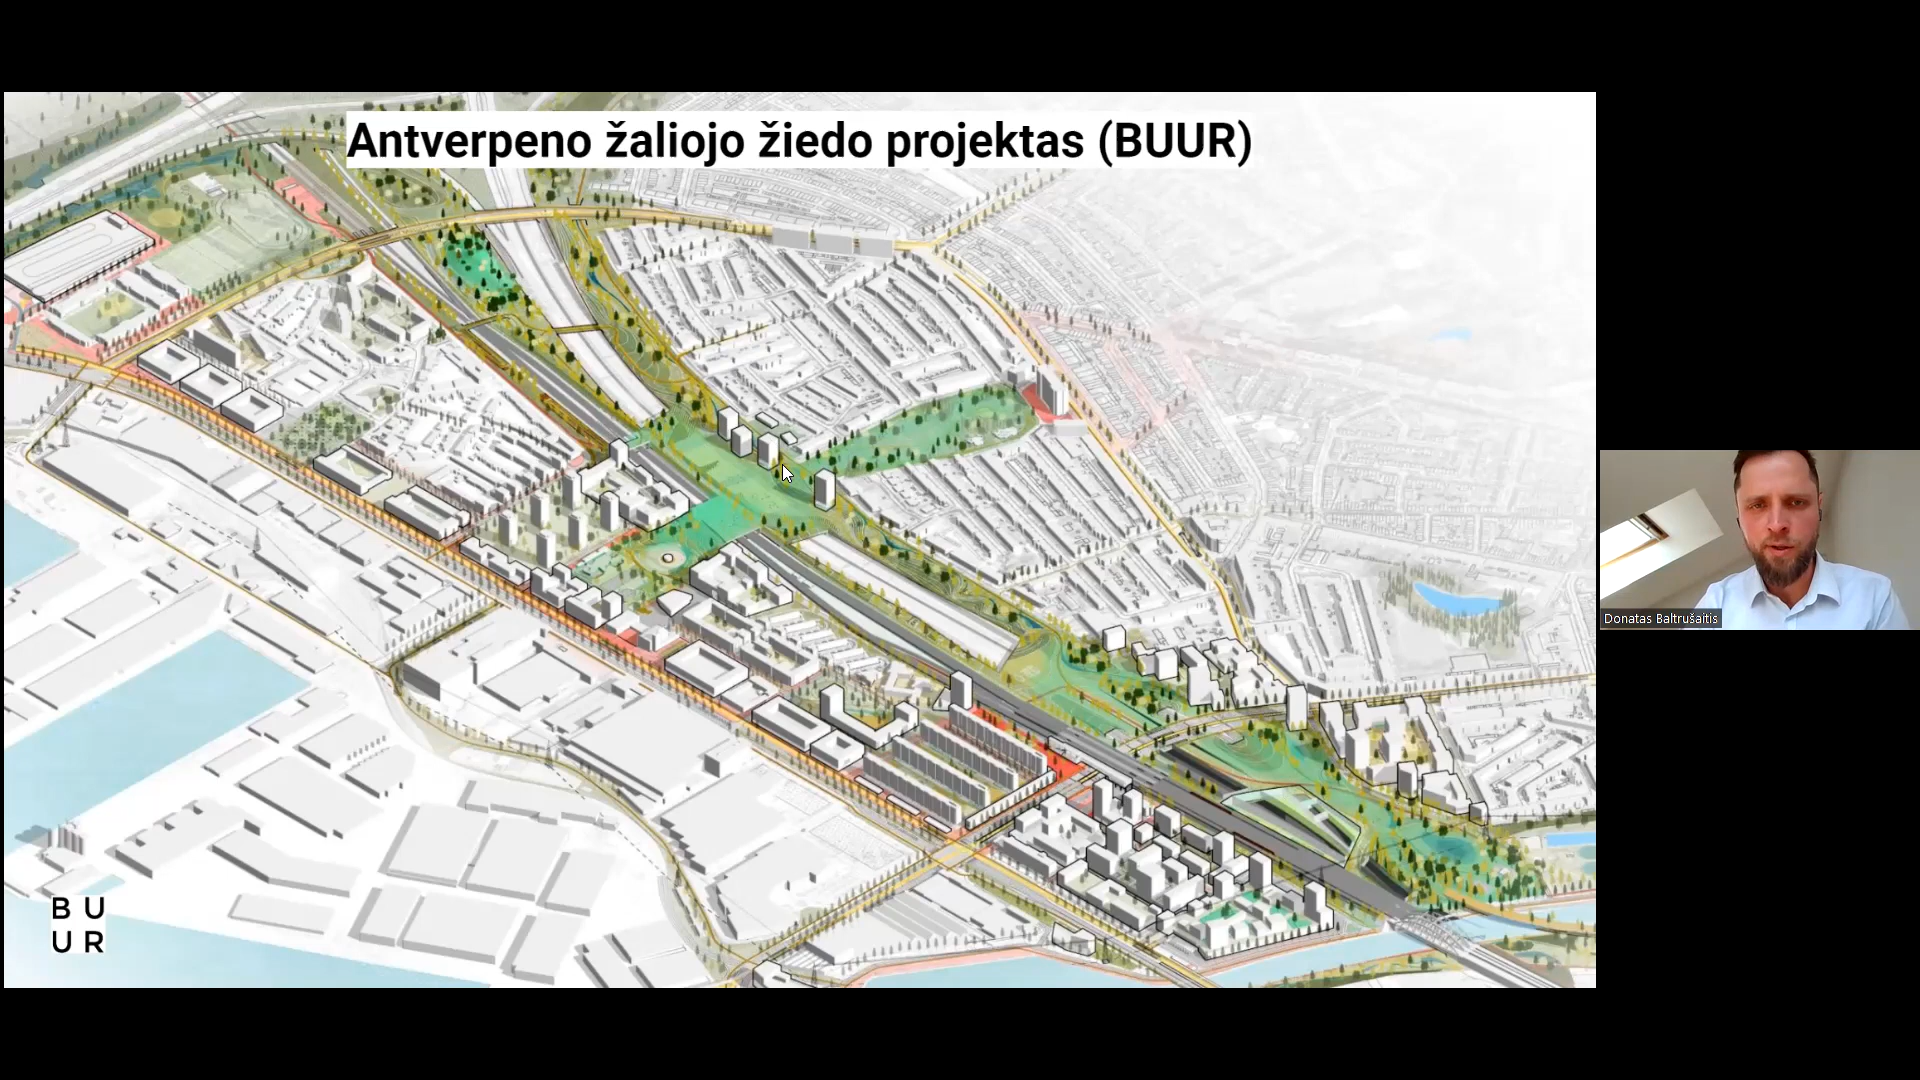 Antverpeno žaliojo žiedo projektas (BUUR)
Donatas Baltrušaitis
B U
U R